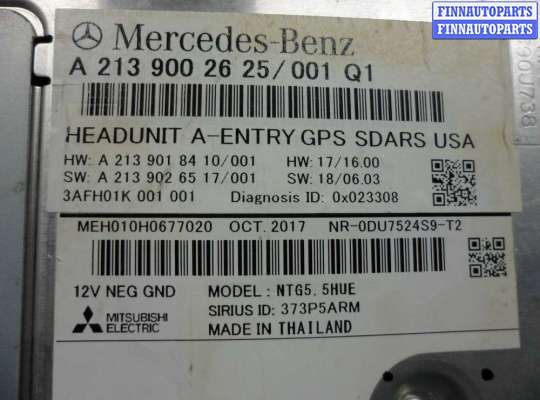 FINNAUTOPARTS
FINNAUTOPARTS
Mercedes-Benz
A 213 900 26 25/001 Q1
HEADUNIT A-ENTRY GPS SDARS USA
HW: A 213 901 84 10/001 HW: 17/16.00
SW: A 213 902 65 17/001 SW: 18/06.03
3AFH01K 001 001 Diagnosis ID: 0x023308
MEH010H0677020 OCT. 2017 NR-0DU7524S9-T2
12V NEG GND MODEL: NTG5.5HUE
MITSUBISHI ELECTRIC SIRIUS ID: 373P5ARM
MADE IN THAILAND